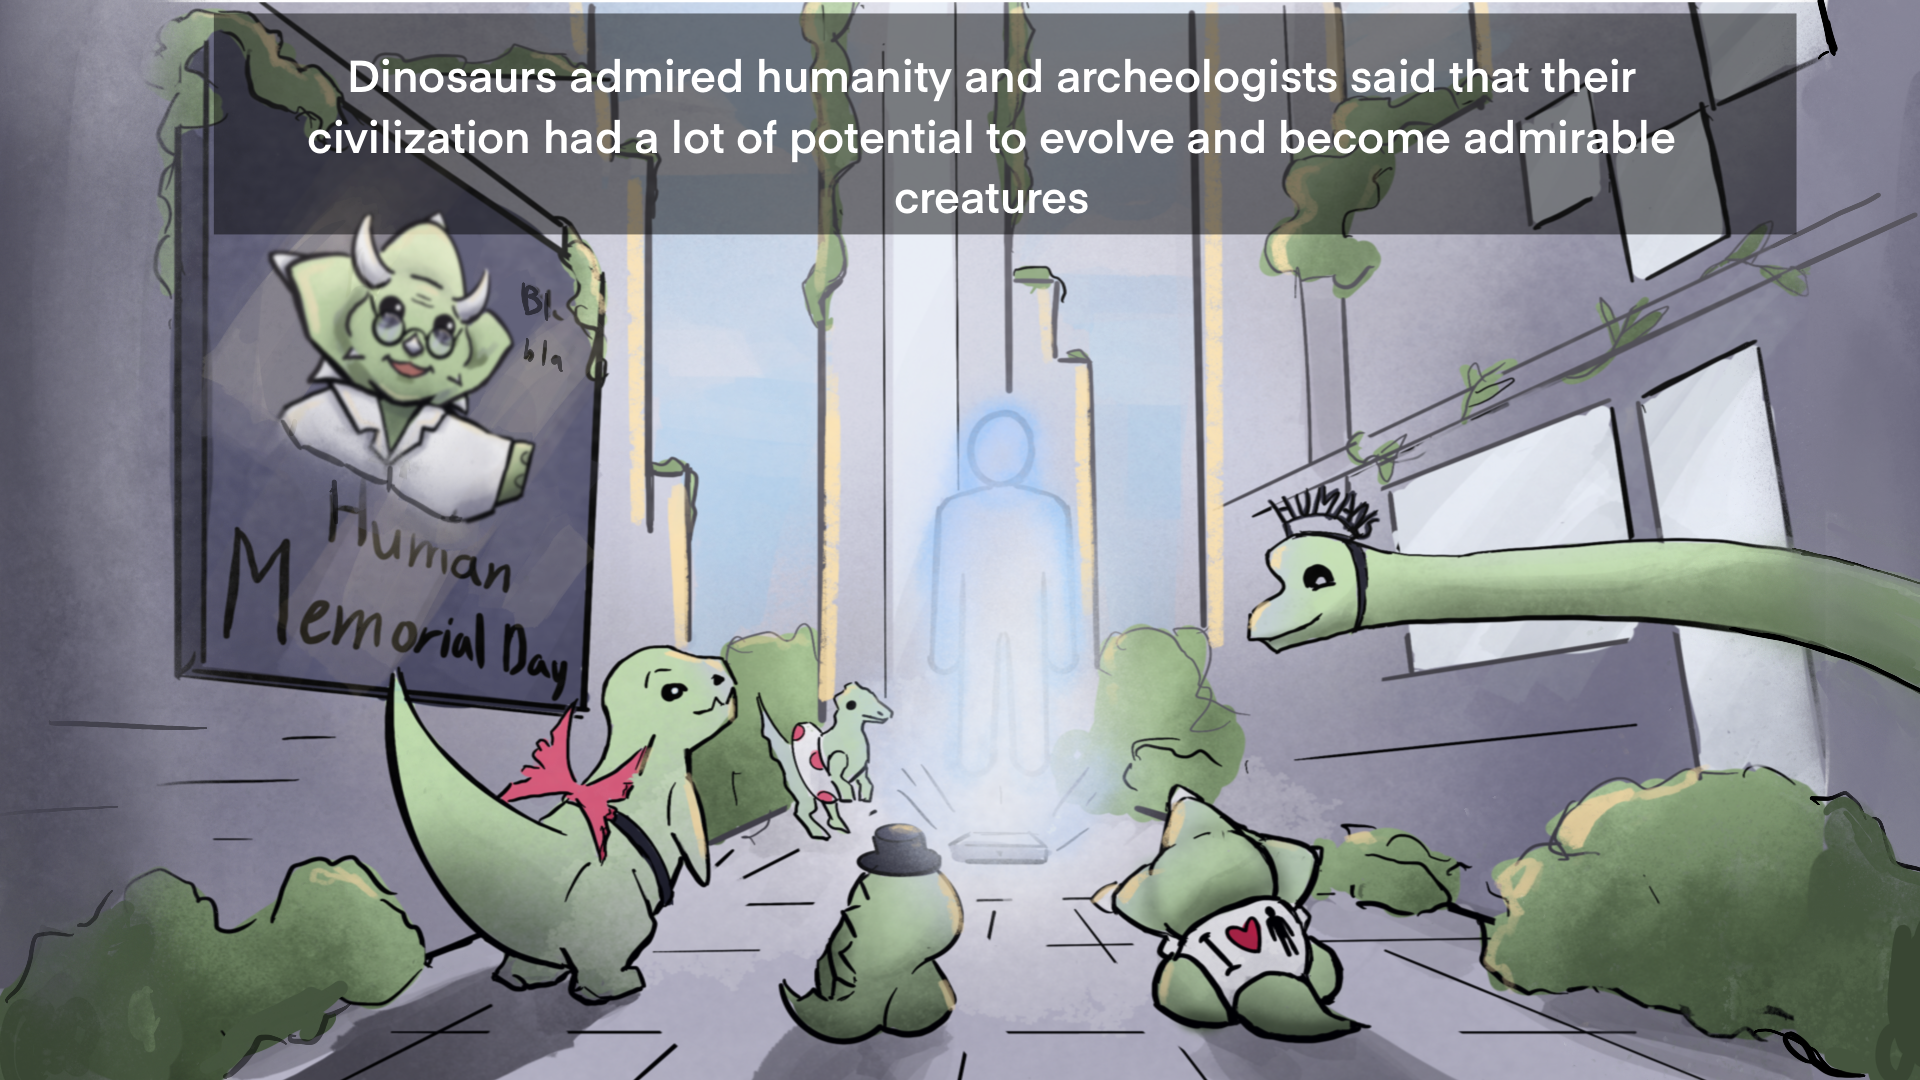 Dinosaurs admired humanity and archeologists said that their
civilization had a lot of potential to evolve and become admirable
creatures
Bla
bla
Human
Memorial Day
HUMANS
I ❤